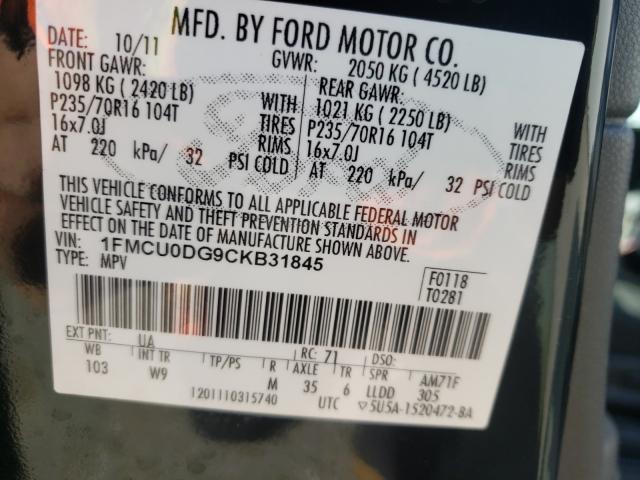 MFD. BY FORD MOTOR CO.
DATE: 10/11 GVWR: 2050 KG ( 4520 LB)
FRONT GAWR: REAR GAWR:
1098 KG ( 2420 LB) WITH 1021 KG ( 2250 LB) WITH
P235/70R16 104T TIRES P235/70R16 104T TIRES
16x7.0J RIMS 16x7.0J RIMS
AT 220 kPa/ 32 PSI COLD AT 220 kPa/ 32 PSI COLD
THIS VEHICLE CONFORMS TO ALL APPLICABLE FEDERAL MOTOR
VEHICLE SAFETY AND THEFT PREVENTION STANDARDS IN
EFFECT ON THE DATE OF MANUFACTURE SHOWN ABOVE.
VIN: 1FMCU0DG9CKB31845
TYPE: MPV
F0118
T0281
EXT PNT: UA RC: 71 DSO:
WB INT TR TP/PS R AXLE TR SPR AM71F
103 W9 M 35 6 LLDD 305
1201110315740 UTC ▽5U5A-1520472-BA